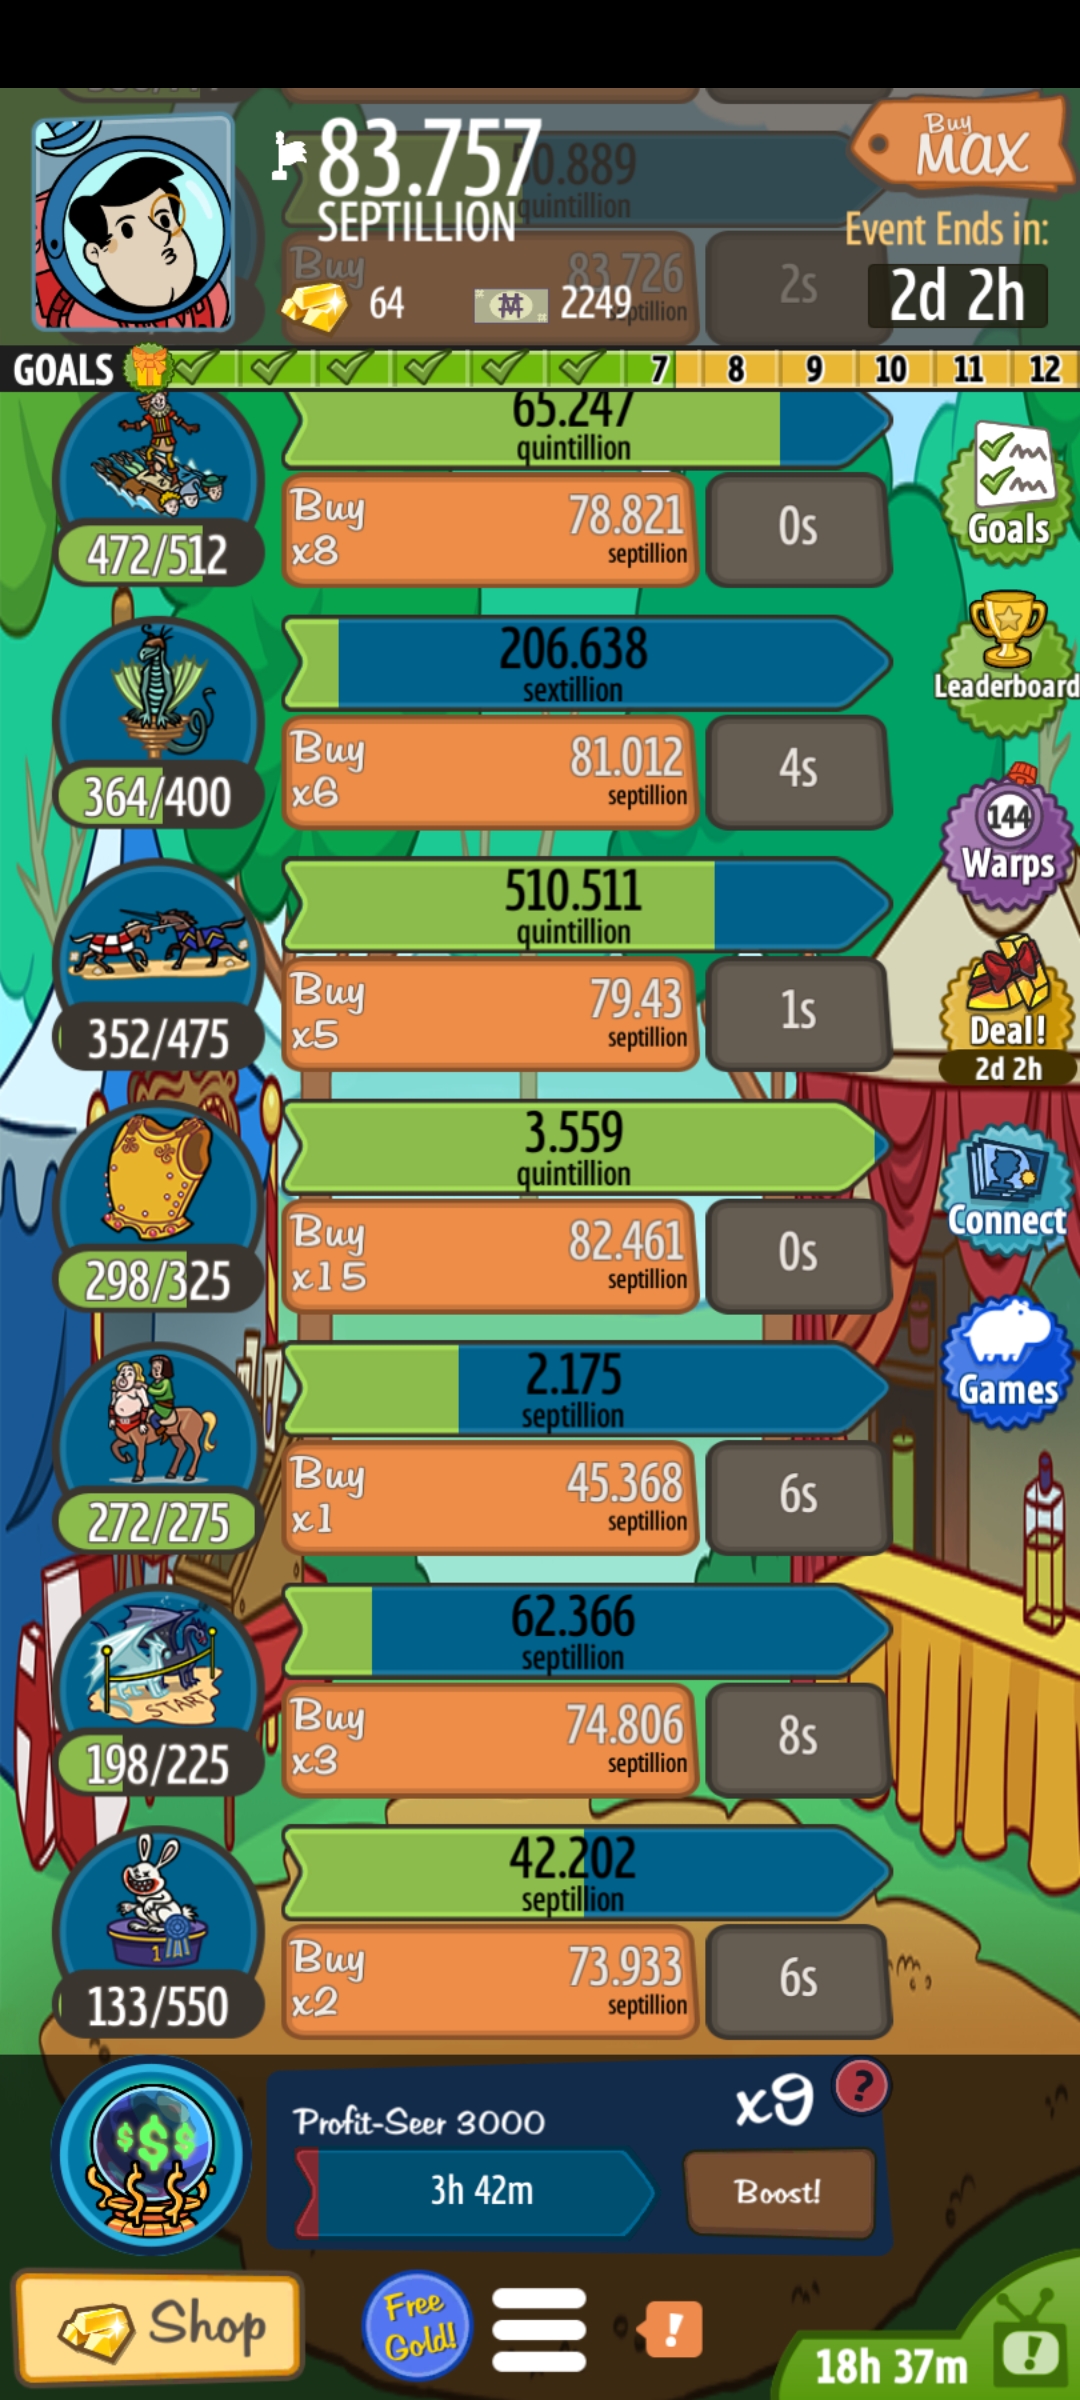 83.757
SEPTILLION
0.889
quintillion
Buy
MAX
Event Ends in:
2d 2h
Buy
83.726
septillion
2s
64
2249
GOALS
7
8
9
10
11
12
65.247
quintillion
Buy
x8
78.821
septillion
0s
472/512
Goals
206.638
sextillion
Buy
x6
81.012
septillion
4s
364/400
Leaderboard
144
Warps
510.511
quintillion
Buy
x5
79.43
septillion
1s
352/475
Deal!
2d 2h
3.559
quintillion
Buy
x15
82.461
septillion
0s
298/325
Connect
Games
2.175
septillion
Buy
x1
45.368
septillion
6s
272/275
62.366
septillion
Buy
x3
74.806
septillion
8s
START
198/225
42.202
septillion
Buy
x2
73.933
septillion
6s
1
133/550
$$$
Profit-Seer 3000
x9
?
3h 42m
Boost!
Shop
Free
Gold!
!
!
18h 37m